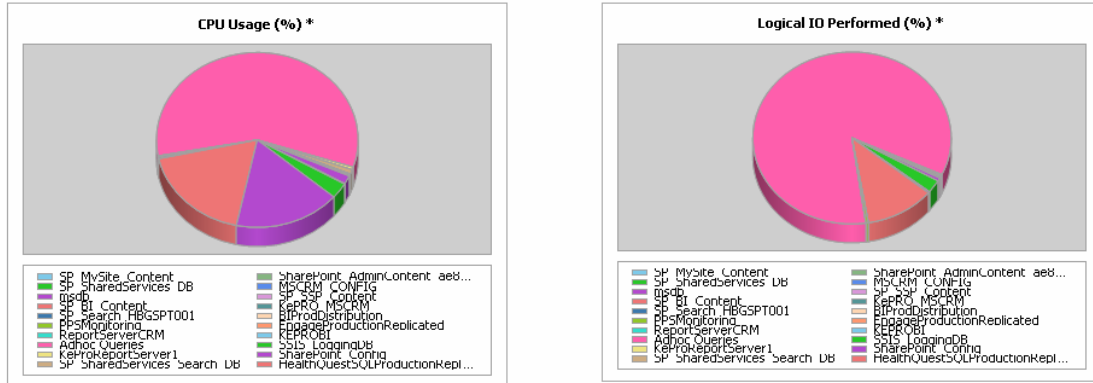 CPU Usage (%) *
SP_MySite_Content
SP_SharedServices_DB
msdb
SP_BI_Content
SP_Search_HBGSPT001
PPSMonitoring
ReportServerCRM
Adhoc Queries
KeProReportServer1
SP_SharedServices_Search_DB
SharePoint_AdminContent_ae8...
MSCRM_CONFIG
SP_SSP_Content
KePRO_MSCRM
BIProdDistribution
EngageProductionReplicated
KEPROBI
SSIS_LoggingDB
SharePoint_Config
HealthQuestSQLProductionRepl...
Logical IO Performed (%) *
SP_MySite_Content
SP_SharedServices_DB
msdb
SP_BI_Content
SP_Search_HBGSPT001
PPSMonitoring
ReportServerCRM
Adhoc Queries
KeProReportServer1
SP_SharedServices_Search_DB
SharePoint_AdminContent_ae8...
MSCRM_CONFIG
SP_SSP_Content
KePRO_MSCRM
BIProdDistribution
EngageProductionReplicated
KEPROBI
SSIS_LoggingDB
SharePoint_Config
HealthQuestSQLProductionRepl...